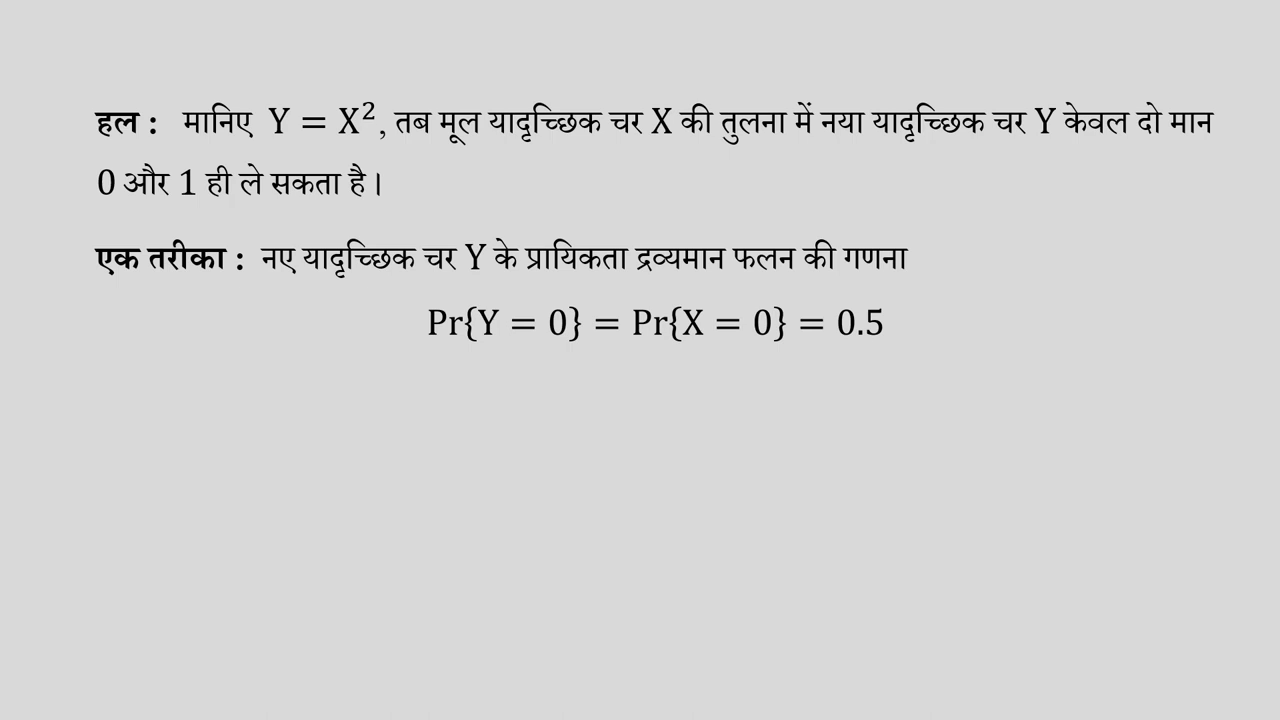 हल : मानिए Y = X², तब मूल यादृच्छिक चर X की तुलना में नया यादृच्छिक चर Y केवल दो मान
0 और 1 ही ले सकता है।
एक तरीका : नए यादृच्छिक चर Y के प्रायिकता द्रव्यमान फलन की गणना
Pr{Y = 0} = Pr{X = 0} = 0.5